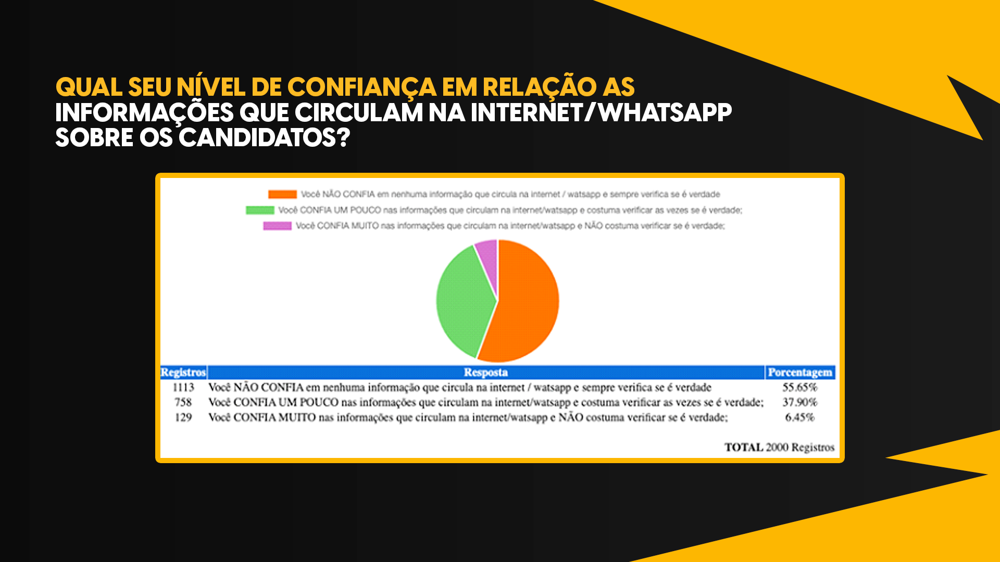 QUAL SEU NÍVEL DE CONFIANÇA EM RELAÇÃO AS
INFORMAÇÕES QUE CIRCULAM NA INTERNET/WHATSAPP
SOBRE OS CANDIDATOS?
Você NÃO CONFIA em nenhuma informação que circula na internet / watsapp e sempre verifica se é verdade
Você CONFIA UM POUCO nas informações que circulam na internet/watsapp e costuma verificar as vezes se é verdade;
Você CONFIA MUITO nas informações que circulam na internet/watsapp e NÃO costuma verificar se é verdade;
Registros Resposta Porcentagem
1113 Você NÃO CONFIA em nenhuma informação que circula na internet / watsapp e sempre verifica se é verdade 55.65%
758 Você CONFIA UM POUCO nas informações que circulam na internet/watsapp e costuma verificar as vezes se é verdade; 37.90%
129 Você CONFIA MUITO nas informações que circulam na internet/watsapp e NÃO costuma verificar se é verdade; 6.45%
TOTAL 2000 Registros